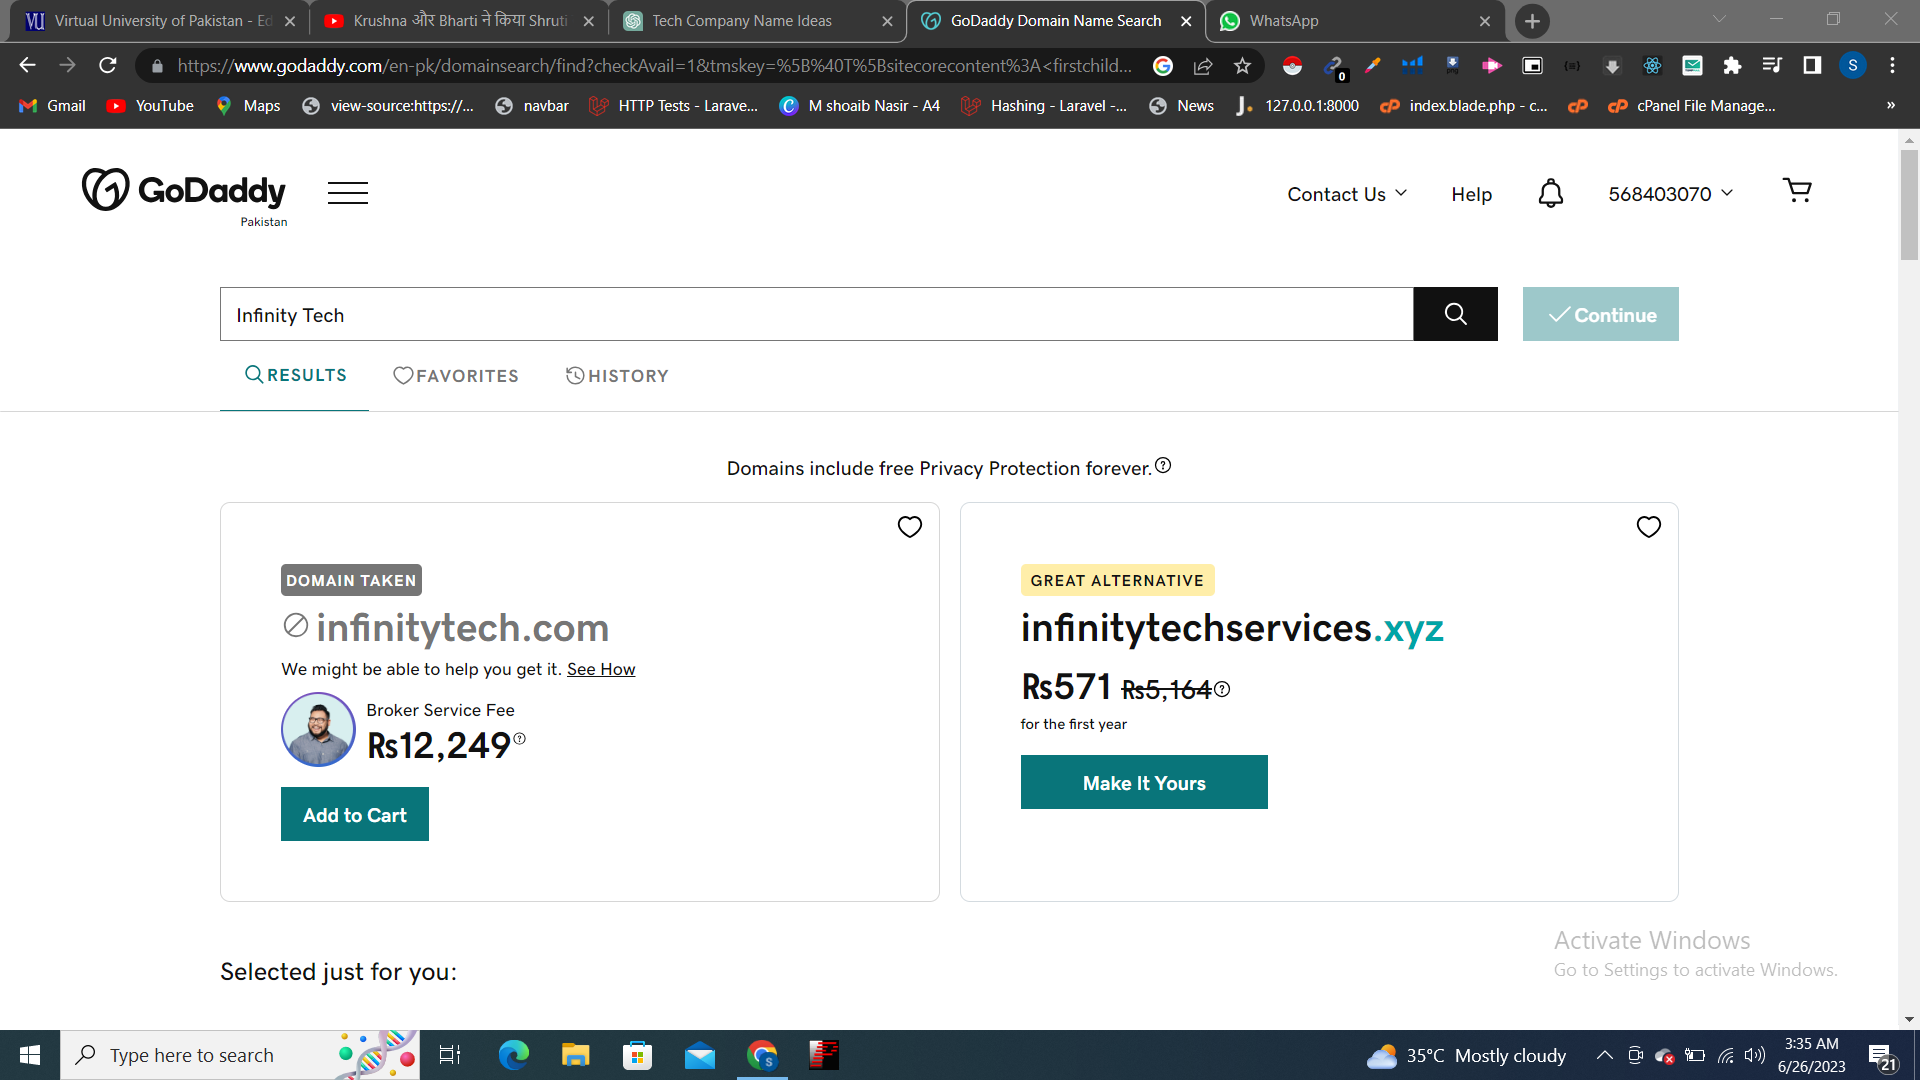 Virtual University of Pakistan - Ed
Krushna और Bharti ने किया Shruti
Tech Company Name Ideas
GoDaddy Domain Name Search
WhatsApp
https://www.godaddy.com/en-pk/domainsearch/find?checkAvail=1&tmskey=%5B%40T%5Bsitecorecontent%3A<firstchild...
0
S
Gmail
YouTube
Maps
view-source:https://...
navbar
HTTP Tests - Larave...
M shoaib Nasir - A4
Hashing - Laravel -...
News
127.0.0.1:8000
index.blade.php - c...
cPanel File Manage...
»
GoDaddy
Pakistan
Contact Us
Help
568403070
Infinity Tech
Continue
RESULTS
FAVORITES
HISTORY
Domains include free Privacy Protection forever.
DOMAIN TAKEN
infinitytech.com
We might be able to help you get it. See How
Broker Service Fee
₨12,249
Add to Cart
GREAT ALTERNATIVE
infinitytechservices.xyz
₨571 ₨5,164
for the first year
Make It Yours
Selected just for you:
Activate Windows
Go to Settings to activate Windows.
Type here to search
35°C Mostly cloudy
3:35 AM
6/26/2023
21